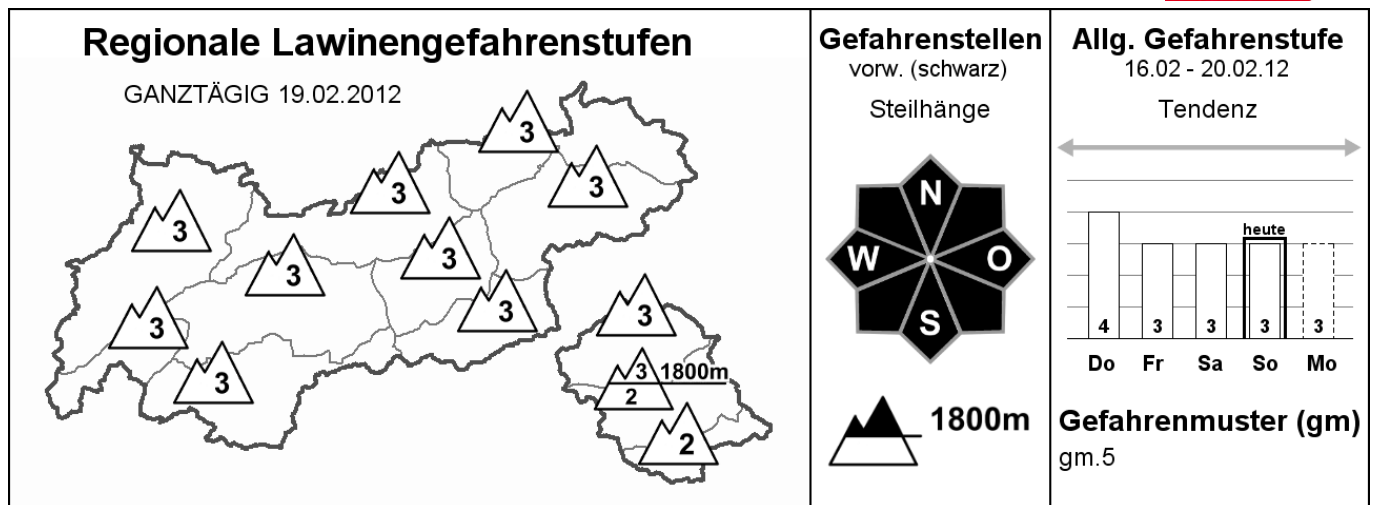 Regionale Lawinengefahrenstufen
GANZTÄGIG 19.02.2012
3
3
3
3
3
3
3
3
3
3
3
3 1800m
2
2
Gefahrenstellen
vorw. (schwarz)
Steilhänge
N
W O
S
1800m
Allg. Gefahrenstufe
16.02 - 20.02.12
Tendenz
heute
4 3 3 3 3
Do Fr Sa So Mo
Gefahrenmuster (gm)
gm.5